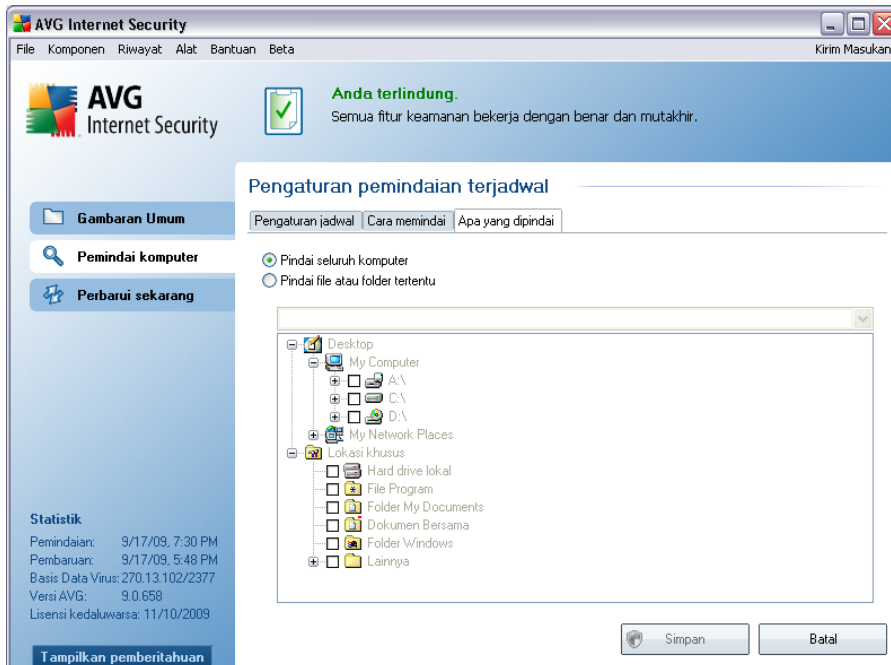 AVG Internet Security
File Komponen Riwayat Alat Bantuan Beta Kirim Masukan
AVG
Internet Security
Anda terlindung.
Semua fitur keamanan bekerja dengan benar dan mutakhir.
Gambaran Umum
Pemindai komputer
Perbarui sekarang
Statistik
Pemindaian: 9/17/09, 7:30 PM
Pembaruan: 9/17/09, 5:48 PM
Basis Data Virus: 270.13.102/2377
Versi AVG: 9.0.658
Lisensi kedaluwarsa: 11/10/2009
Tampilkan pemberitahuan
Pengaturan pemindaian terjadwal
Pengaturan jadwal Cara memindai Apa yang dipindai
Pindai seluruh komputer
Pindai file atau folder tertentu
Desktop
My Computer
A:\
C:\
D:\
My Network Places
Lokasi khusus
Hard drive lokal
File Program
Folder My Documents
Dokumen Bersama
Folder Windows
Lainnya
Simpan Batal